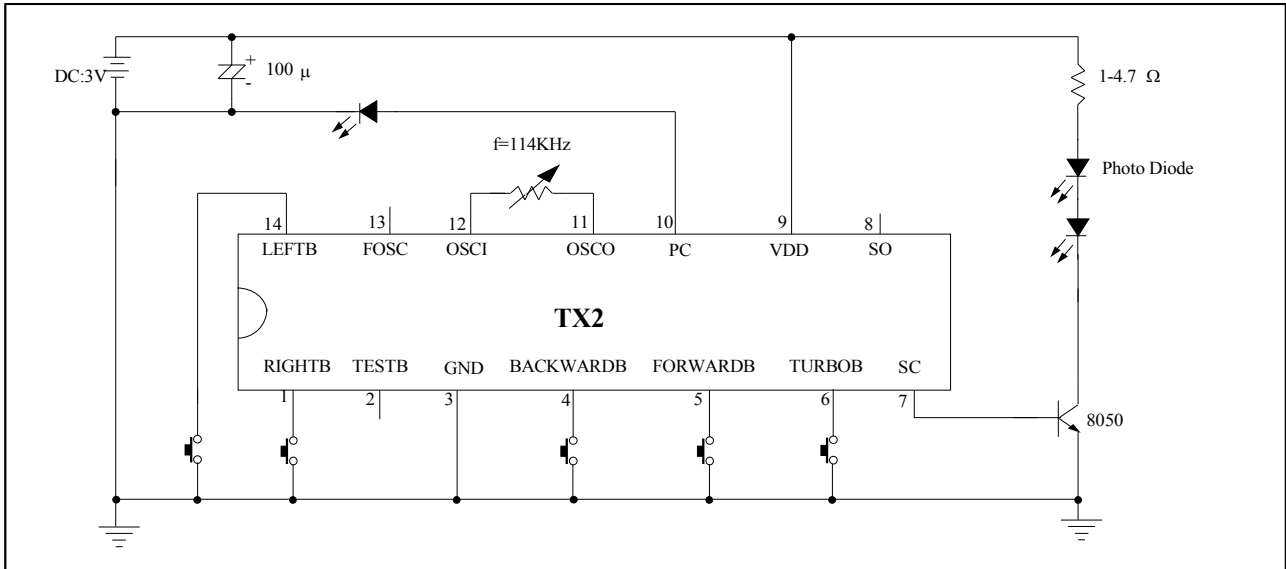 DC:3V
+
100 μ
-
1-4.7 Ω
f=114KHz
Photo Diode
14 13 12 11 10 9 8
LEFTB FOSC OSCI OSCO PC VDD SO
TX2
RIGHTB TESTB GND BACKWARDB FORWARDB TURBOB SC
1 2 3 4 5 6 7
8050